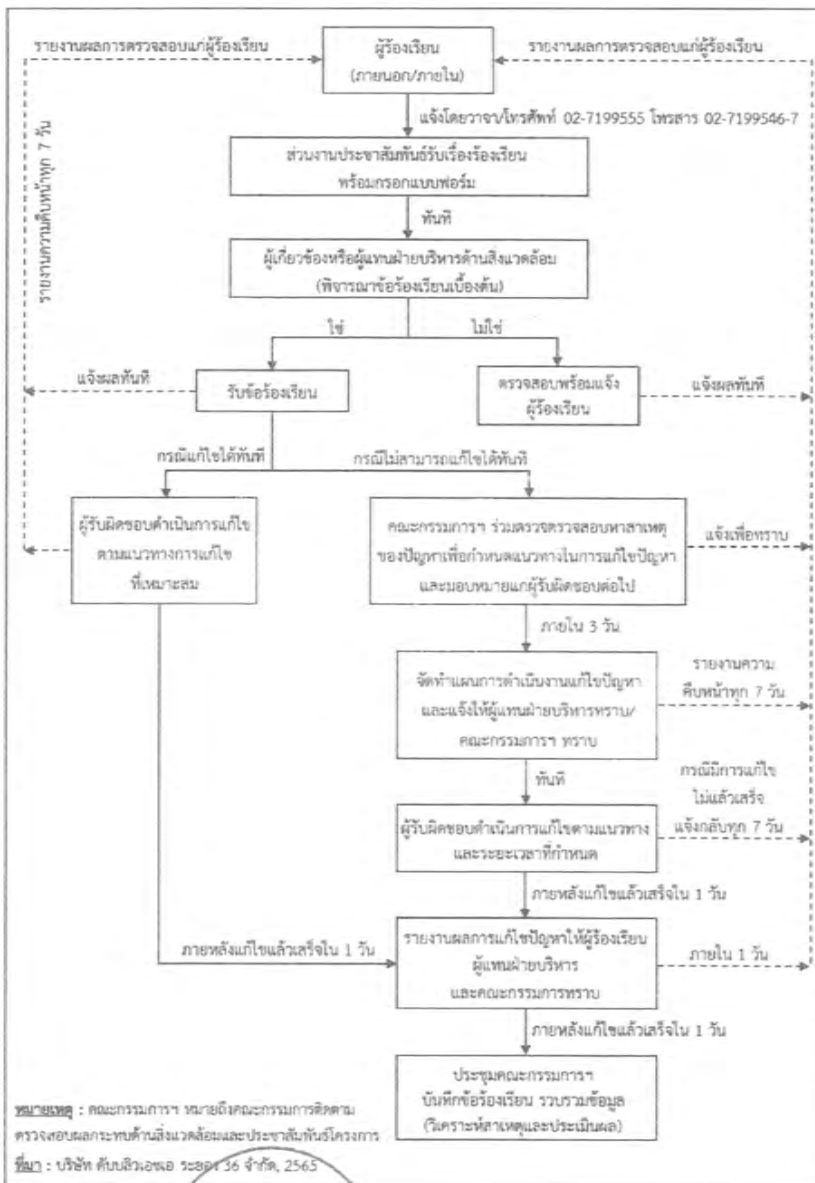 รายงานผลการตรวจสอบแก่ผู้ร้องเรียน
ผู้ร้องเรียน
(ภายนอก/ภายใน)
รายงานผลการตรวจสอบแก่ผู้ร้องเรียน
แจ้งโดยวาจา/โทรศัพท์ 02-7199555 โทรสาร 02-7199546-7
รายงานความคืบหน้าทุก 7 วัน
ส่วนงานประชาสัมพันธ์รับเรื่องร้องเรียน
พร้อมกรอกแบบฟอร์ม
ทันที
ผู้เกี่ยวข้องหรือผู้แทนฝ่ายบริหารด้านสิ่งแวดล้อม
(พิจารณาข้อร้องเรียนเบื้องต้น)
ใช่
ไม่ใช่
แจ้งผลทันที
รับข้อร้องเรียน
ตรวจสอบพร้อมแจ้ง
ผู้ร้องเรียน
แจ้งผลทันที
กรณีแก้ไขได้ทันที
กรณีไม่สามารถแก้ไขได้ทันที
ผู้รับผิดชอบดำเนินการแก้ไข
ตามแนวทางการแก้ไข
ที่เหมาะสม
คณะกรรมการฯ ร่วมตรวจตรวจสอบหาสาเหตุ
ของปัญหาเพื่อกำหนดแนวทางในการแก้ไขปัญหา
และมอบหมายแก่ผู้รับผิดชอบต่อไป
แจ้งเพื่อทราบ
ภายใน 3 วัน
จัดทำแผนการดำเนินงานแก้ไขปัญหา
และแจ้งให้ผู้แทนฝ่ายบริหารทราบ/
คณะกรรมการฯ ทราบ
รายงานความ
คืบหน้าทุก 7 วัน
ทันที
กรณีมีการแก้ไข
ไม่แล้วเสร็จ
แจ้งกลับทุก 7 วัน
ผู้รับผิดชอบดำเนินการแก้ไขตามแนวทาง
และระยะเวลาที่กำหนด
ภายหลังแก้ไขแล้วเสร็จใน 1 วัน
ภายหลังแก้ไขแล้วเสร็จใน 1 วัน
รายงานผลการแก้ไขปัญหาให้ผู้ร้องเรียน
ผู้แทนฝ่ายบริหาร
และคณะกรรมการทราบ
ภายใน 1 วัน
ภายหลังแก้ไขแล้วเสร็จใน 1 วัน
ประชุมคณะกรรมการฯ
บันทึกข้อร้องเรียน รวบรวมข้อมูล
(วิเคราะห์สาเหตุและประเมินผล)
หมายเหตุ : คณะกรรมการฯ หมายถึงคณะกรรมการติดตาม
ตรวจสอบผลกระทบด้านสิ่งแวดล้อมและประชาสัมพันธ์โครงการ
ที่มา : บริษัท ดับบลิวเอชเอ ระยอง 36 จำกัด, 2565